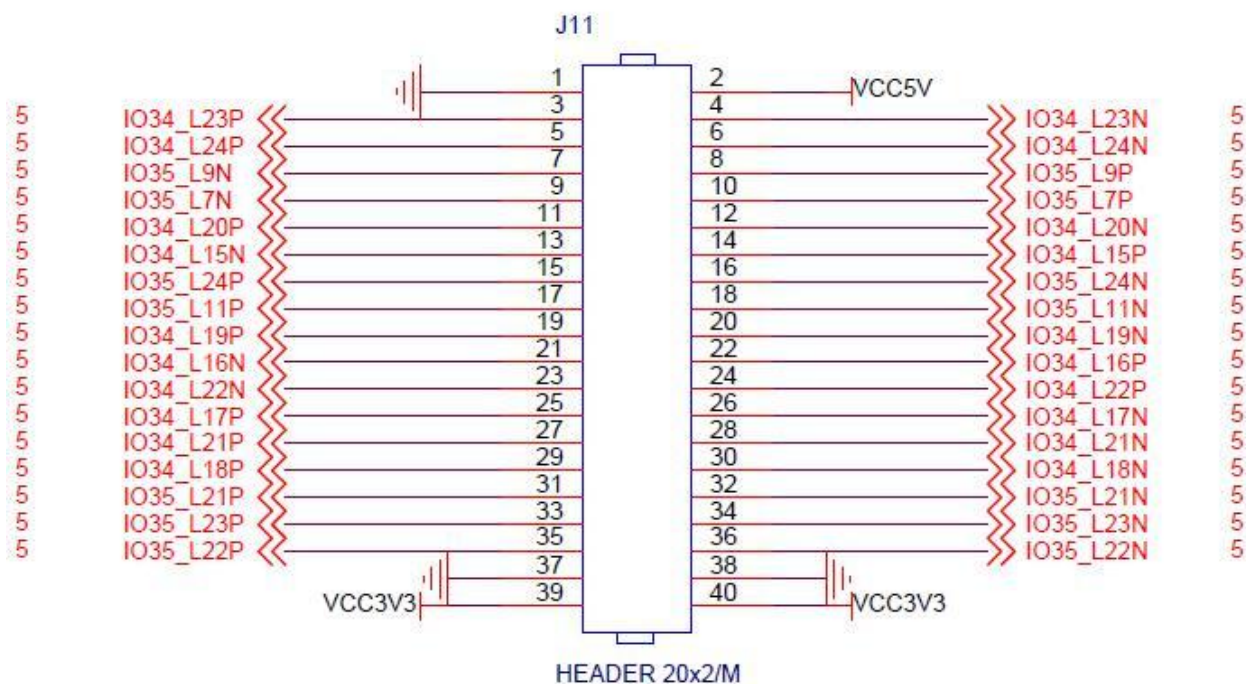 J11
1 2 VCC5V
5 IO34_L23P 3 4 IO34_L23N 5
5 IO34_L24P 5 6 IO34_L24N 5
5 IO35_L9N 7 8 IO35_L9P 5
5 IO35_L7N 9 10 IO35_L7P 5
5 IO34_L20P 11 12 IO34_L20N 5
5 IO34_L15N 13 14 IO34_L15P 5
5 IO35_L24P 15 16 IO35_L24N 5
5 IO35_L11P 17 18 IO35_L11N 5
5 IO34_L19P 19 20 IO34_L19N 5
5 IO34_L16N 21 22 IO34_L16P 5
5 IO34_L22N 23 24 IO34_L22P 5
5 IO34_L17P 25 26 IO34_L17N 5
5 IO34_L21P 27 28 IO34_L21N 5
5 IO34_L18P 29 30 IO34_L18N 5
5 IO35_L21P 31 32 IO35_L21N 5
5 IO35_L23P 33 34 IO35_L23N 5
5 IO35_L22P 35 36 IO35_L22N 5
37 38
VCC3V3 39 40 VCC3V3
HEADER 20x2/M